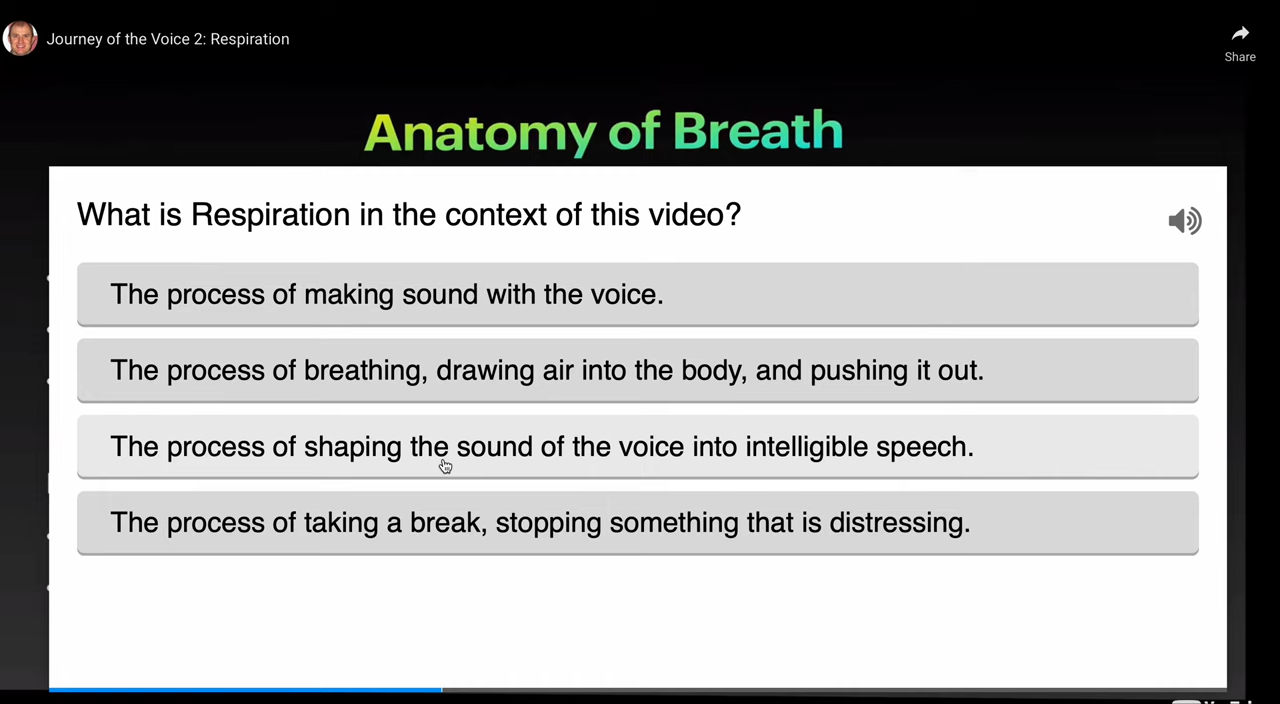 Journey of the Voice 2: Respiration
Share
Anatomy of Breath
What is Respiration in the context of this video?
The process of making sound with the voice.
The process of breathing, drawing air into the body, and pushing it out.
The process of shaping the sound of the voice into intelligible speech.
The process of taking a break, stopping something that is distressing.